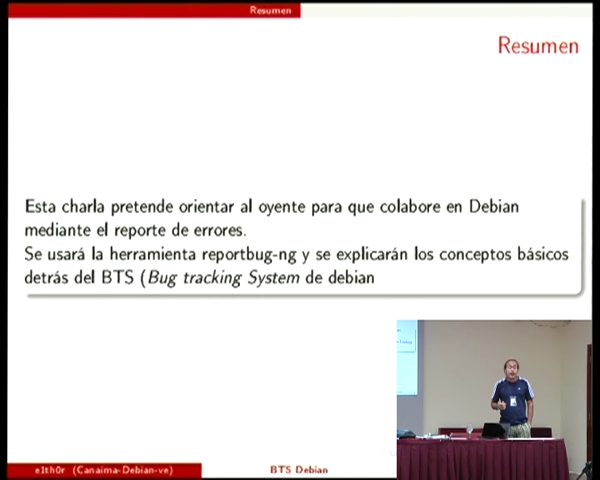 Resumen
Resumen
Esta charla pretende orientar al oyente para que colabore en Debian
mediante el reporte de errores.
Se usará la herramienta reportbug-ng y se explicarán los conceptos básicos
detrás del BTS (Bug tracking System de debian
e1th0r (Canaima-Debian-ve)
BTS Debian